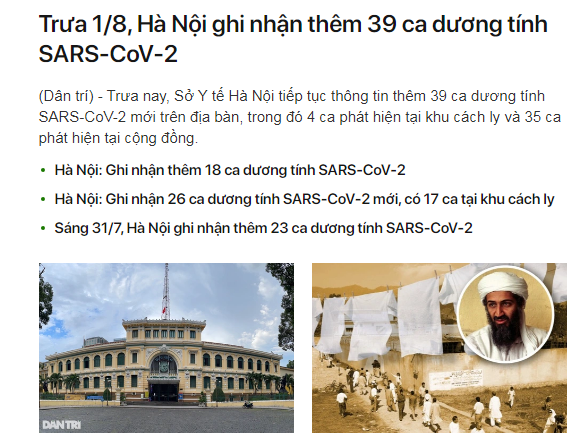 Trưa 1/8, Hà Nội ghi nhận thêm 39 ca dương tính
SARS-CoV-2
(Dân trí) - Trưa nay, Sở Y tế Hà Nội tiếp tục thông tin thêm 39 ca dương tính
SARS-CoV-2 mới trên địa bàn, trong đó 4 ca phát hiện tại khu cách ly và 35 ca
phát hiện tại cộng đồng.
• Hà Nội: Ghi nhận thêm 18 ca dương tính SARS-CoV-2
• Hà Nội: Ghi nhận 26 ca dương tính SARS-CoV-2 mới, có 17 ca tại khu cách ly
• Sáng 31/7, Hà Nội ghi nhận thêm 23 ca dương tính SARS-CoV-2
DAN TRI